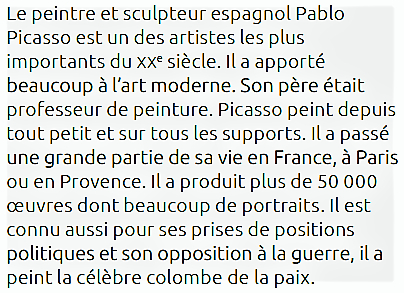 Le peintre et sculpteur espagnol Pablo
Picasso est un des artistes les plus
importants du XXᵉ siècle. Il a apporté
beaucoup à l’art moderne. Son père était
professeur de peinture. Picasso peint depuis
tout petit et sur tous les supports. Il a passé
une grande partie de sa vie en France, à Paris
ou en Provence. Il a produit plus de 50 000
œuvres dont beaucoup de portraits. Il est
connu aussi pour ses prises de positions
politiques et son opposition à la guerre, il a
peint la célèbre colombe de la paix.